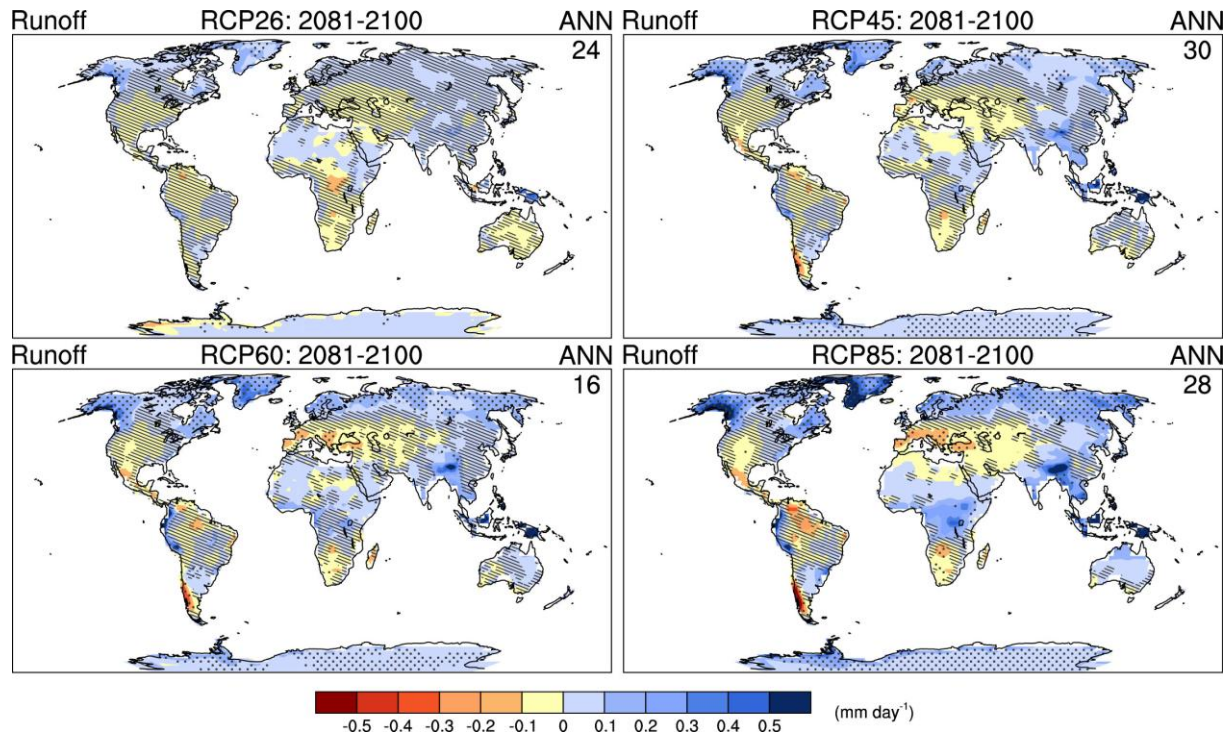 Runoff RCP26: 2081-2100 ANN
24
Runoff RCP45: 2081-2100 ANN
30
Runoff RCP60: 2081-2100 ANN
16
Runoff RCP85: 2081-2100 ANN
28
-0.5 -0.4 -0.3 -0.2 -0.1 0 0.1 0.2 0.3 0.4 0.5 (mm day⁻¹)